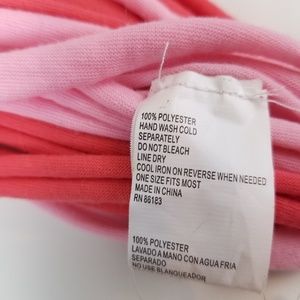 100% POLYESTER
HAND WASH COLD
SEPARATELY
DO NOT BLEACH
LINE DRY
COOL IRON ON REVERSE WHEN NEEDED
ONE SIZE FITS MOST
MADE IN CHINA
RN 86183
100% POLYESTER
LAVADO A MANO CON AGUA FRIA
SEPARADO
NO USE BLANQUEADOR